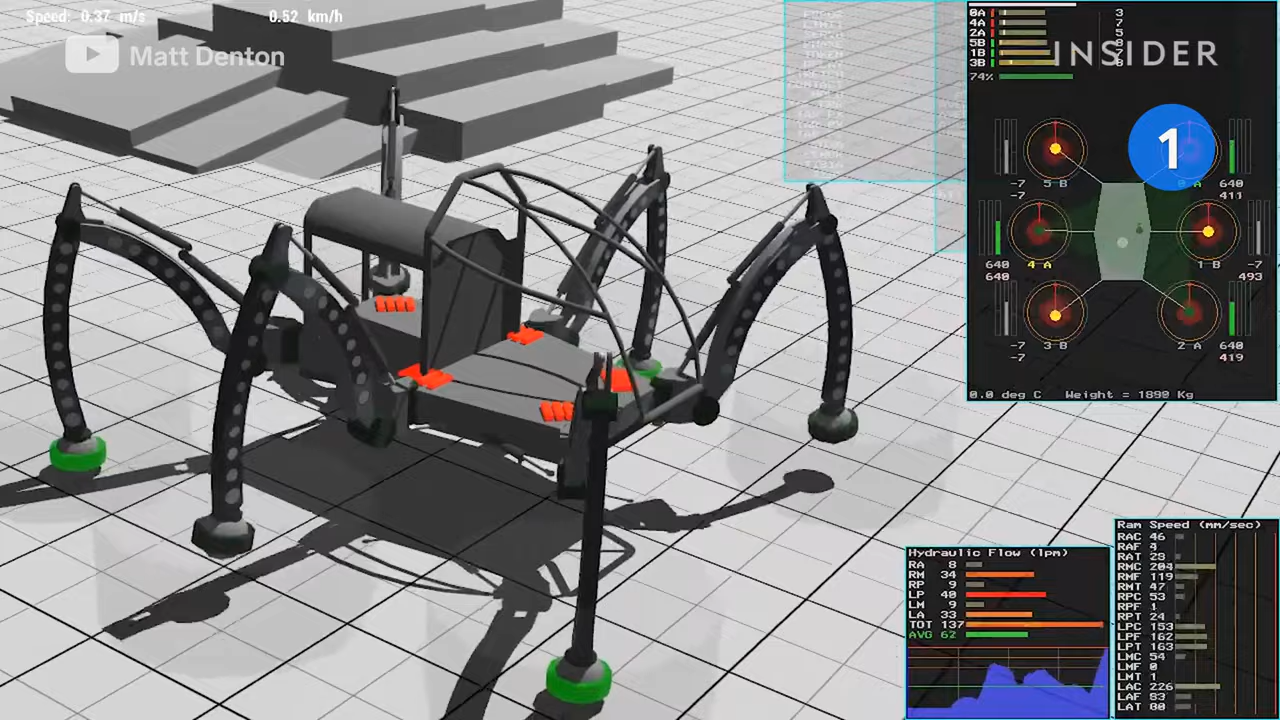 Speed: 0.37 m/s 0.52 km/h
Matt Denton
INSIDER
0A 3
4A 7
2A 5
5B
1B
3B
74%
1
-7 5 B 640
-7 411
640 4 A 1 B -7
640 493
-7 3 B 2 A 640
-7 419
0.0 deg C Weight = 1890 Kg
Hydraulic Flow (lpm)
RA 8
RM 34
RP 9
LP 40
LM 9
LA 33
TOT 137
AVG 62
Ram Speed (mm/sec)
RAC 46
RAF 4
RAT 23
RMC 204
RMF 119
RMT 47
RPC 53
RPF 1
RPT 24
LPC 153
LPF 162
LPT 163
LMC 54
LMF 0
LMT 1
LAC 226
LAF 83
LAT 80